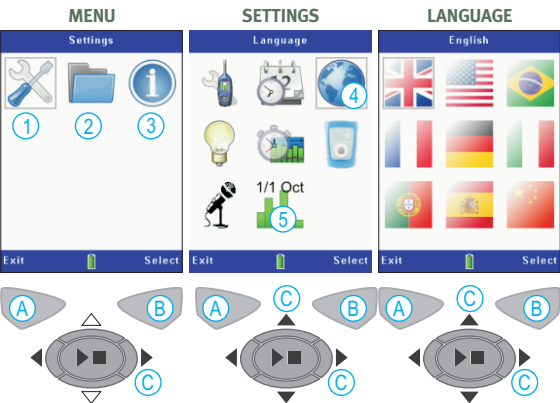 MENU
Settings
1
2
3
Exit
Select
A
B
C
SETTINGS
Language
12
4
1/1 Oct
5
Exit
Select
A
C
B
C
LANGUAGE
English
Exit
Select
A
C
B
C